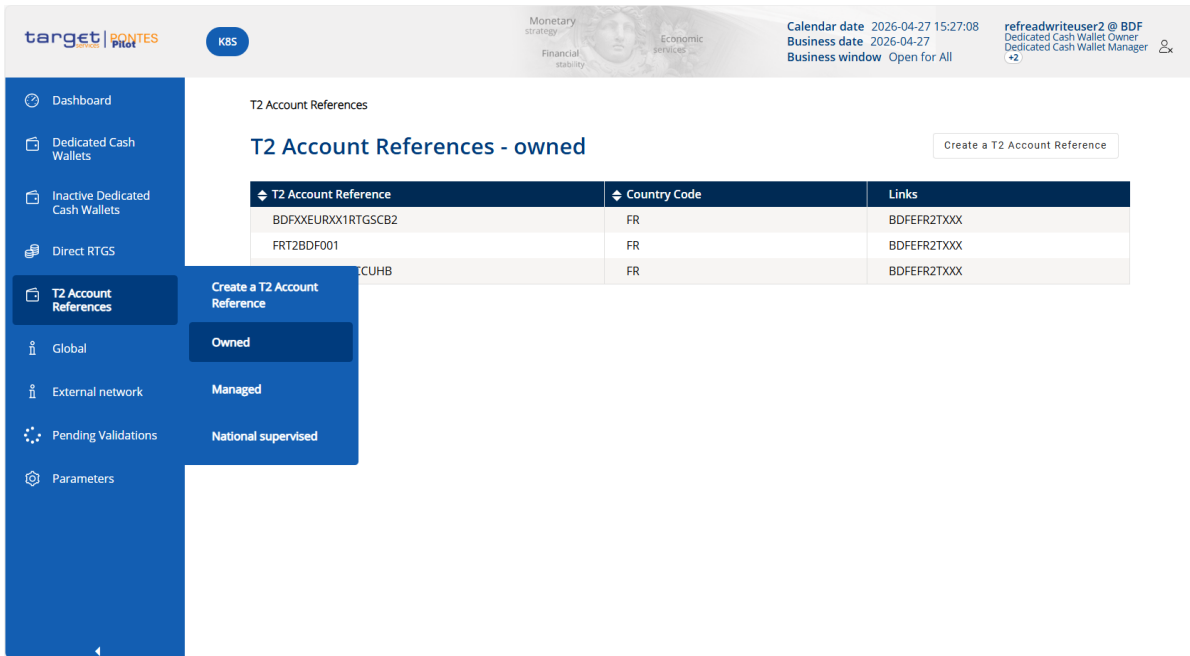 target | PONTES
services Pilot
K8S
Monetary
strategy
Economic
services
Financial
stability
Calendar date 2026-04-27 15:27:08
Business date 2026-04-27
Business window Open for All
refreadwriteuser2 @ BDF
Dedicated Cash Wallet Owner
Dedicated Cash Wallet Manager
+2
Dashboard
Dedicated Cash
Wallets
Inactive Dedicated
Cash Wallets
Direct RTGS
T2 Account
References
Global
External network
Pending Validations
Parameters
Create a T2 Account
Reference
Owned
Managed
National supervised
T2 Account References
T2 Account References - owned
Create a T2 Account Reference
T2 Account Reference Country Code Links
BDFXXEURXX1RTGSCB2 FR BDFEFR2TXXX
FRT2BDF001 FR BDFEFR2TXXX
FR BDFEFR2TXXX